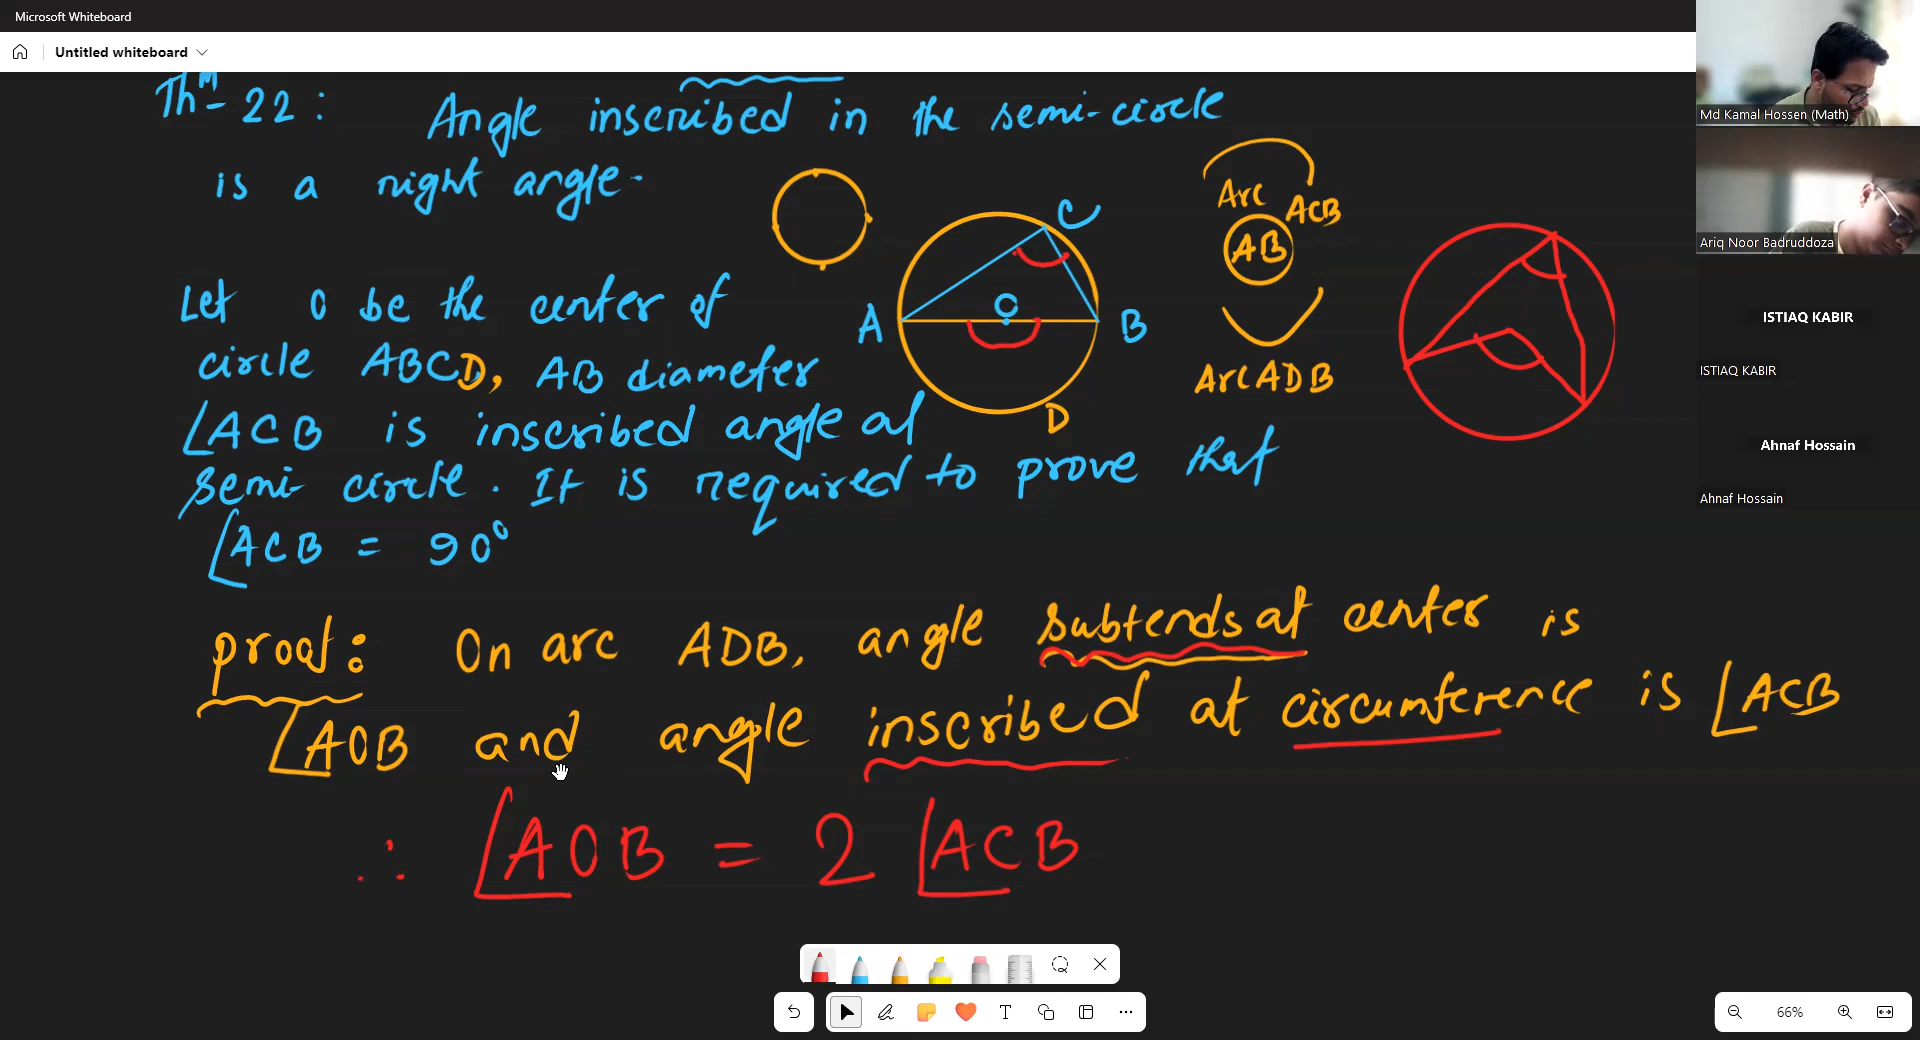 Microsoft Whiteboard
Untitled whiteboard
Thm - 22 : Angle inscribed in the semi-circle
is a right angle.
Arc ACB
AB
Arc ADB
C
O
A
B
D
Let O be the center of
circle ABCD, AB diameter
∠ACB is inscribed angle at
semi- circle. It is required to prove that
∠ACB = 90°
proof: On arc ADB, angle subtends at center is
∠AOB and angle inscribed at circumference is ∠ACB
∴ ∠AOB = 2 ∠ACB
Md Kamal Hossen (Math)
Ariq Noor Badruddoza
ISTIAQ KABIR
ISTIAQ KABIR
Ahnaf Hossain
Ahnaf Hossain
T
66%